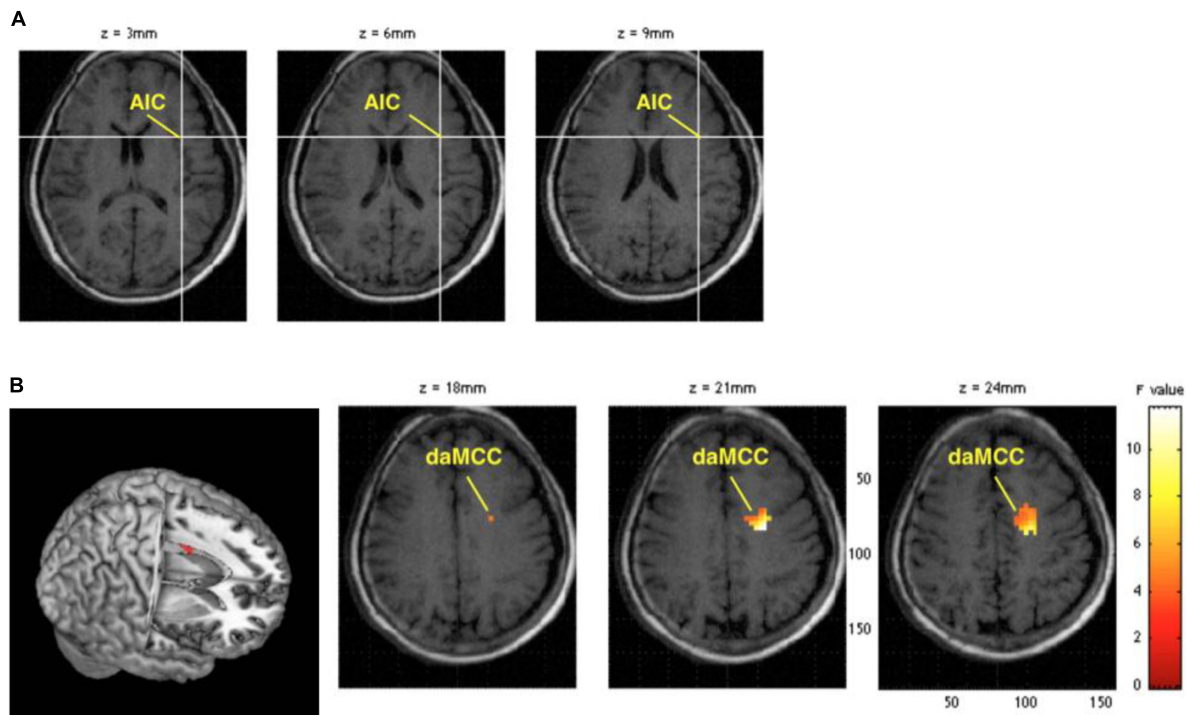 A
z = 3mm
z = 6mm
z = 9mm
AIC
AIC
AIC
B
z = 18mm
z = 21mm
z = 24mm
F value
daMCC
daMCC
daMCC
50
100
150
50
100
150
10
8
6
4
2
0